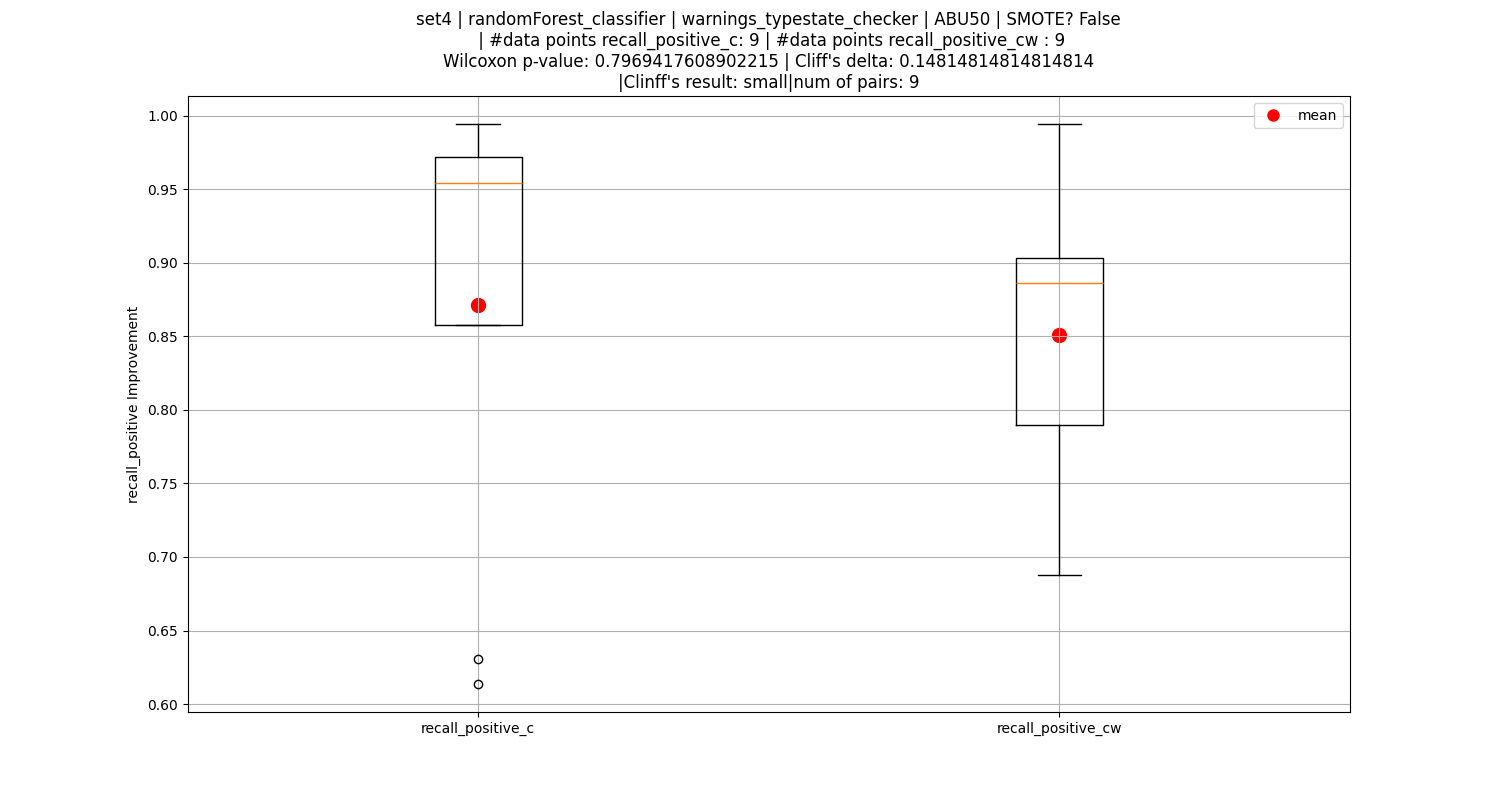 set4 | randomForest_classifier | warnings_typestate_checker | ABU50 | SMOTE? False
| #data points recall_positive_c: 9 | #data points recall_positive_cw : 9
Wilcoxon p-value: 0.7969417608902215 | Cliff's delta: 0.14814814814814814
|Clinff's result: small|num of pairs: 9
mean
1.00
0.95
0.90
0.85
0.80
0.75
0.70
0.65
0.60
recall_positive Improvement
recall_positive_c
recall_positive_cw